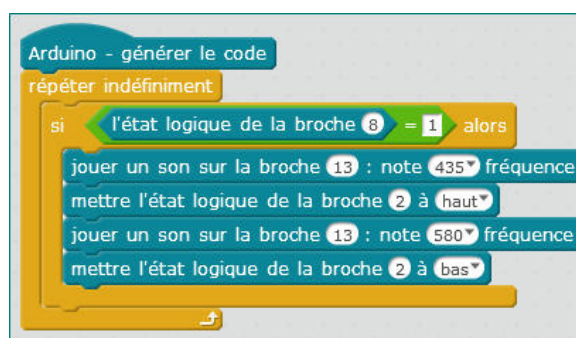 Arduino - générer le code
répéter indéfiniment
si l'état logique de la broche 8 = 1 alors
jouer un son sur la broche 13 : note 435 fréquence
mettre l'état logique de la broche 2 à haut
jouer un son sur la broche 13 : note 580 fréquence
mettre l'état logique de la broche 2 à bas